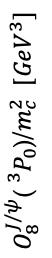 O_8^{J/ψ}( ^3P_0)/m_c^2 [GeV^3]